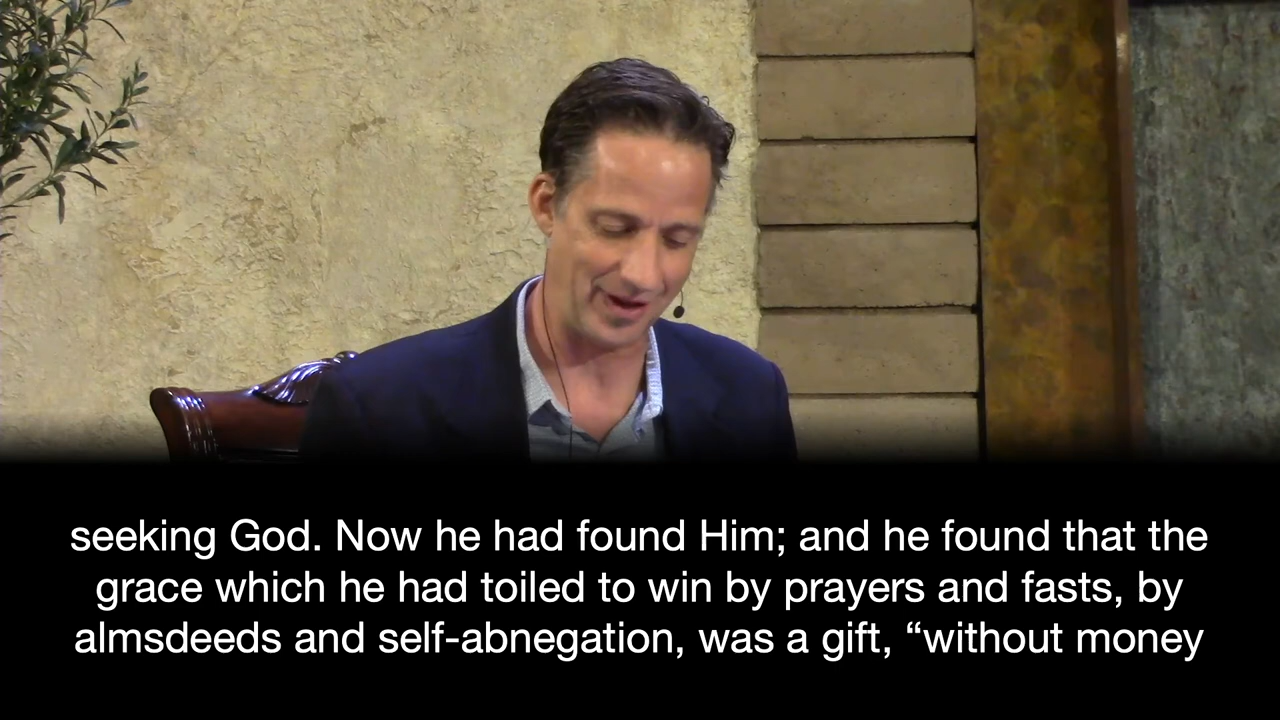 seeking God. Now he had found Him; and he found that the
grace which he had toiled to win by prayers and fasts, by
almsdeeds and self-abnegation, was a gift, “without money